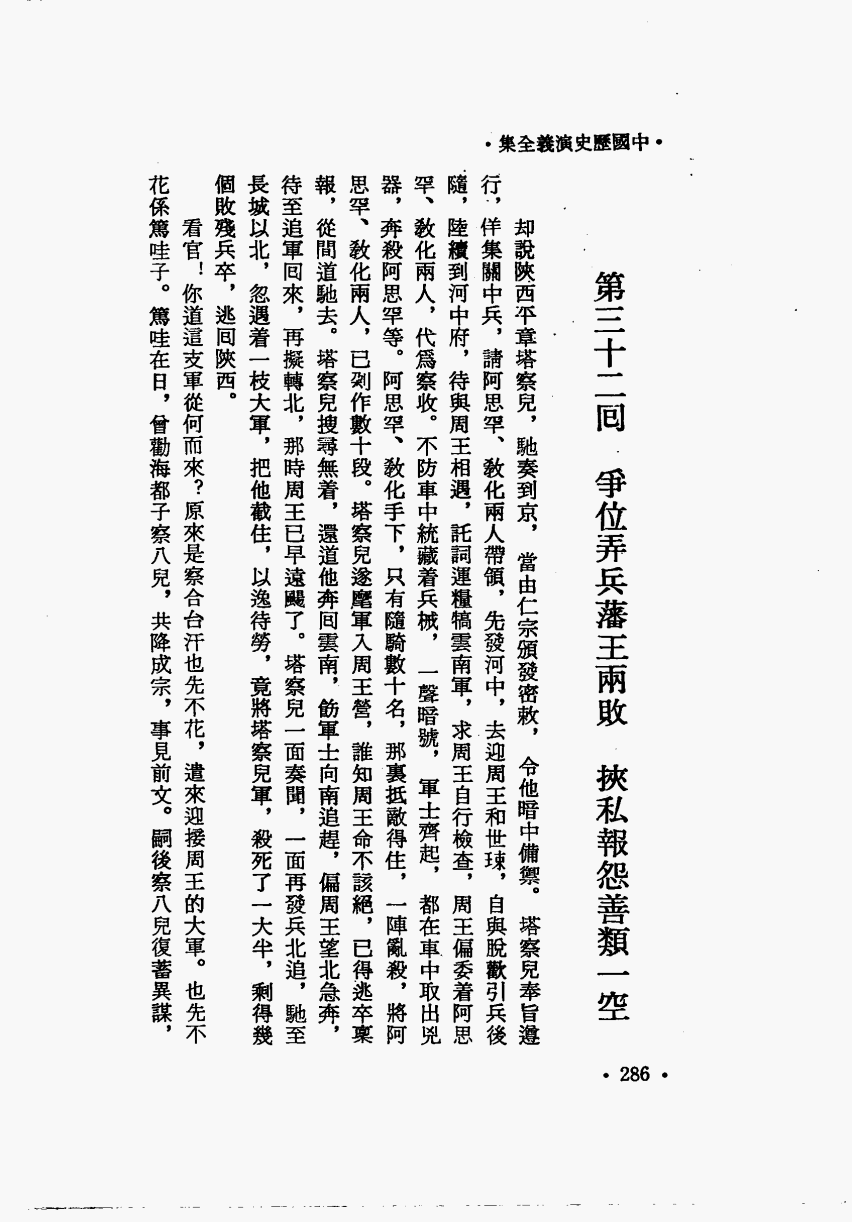 •中國歷史演義全集•
第三十二回　爭位弄兵藩王兩敗　挾私報怨善類一空
却說陝西平章塔察兒，馳奏到京，當由仁宗頒發密敕，令他暗中備禦。塔察兒奉旨遵
行，佯集關中兵，請阿思罕、教化兩人帶領，先發河中，去迎周王和世㻋，自與脫歡引兵後
隨，陸續到河中府，待與周王相遇，託詞運糧犒雲南軍，求周王自行檢查，周王偏委着阿思
罕、教化兩人，代爲察收。不防車中統藏着兵械，一聲暗號，軍士齊起，都在車中取出兇
器，奔殺阿思罕等。阿思罕、教化手下，只有隨騎數十名，那裏抵敵得住，一陣亂殺，將阿
思罕、教化兩人，已剁作數十段。塔察兒遂麾軍入周王營，誰知周王命不該絕，已得逃卒稟
報，從間道馳去。塔察兒搜尋無着，還道他奔回雲南，飭軍士向南追趕，偏周王望北急奔，
待至追軍回來，再擬轉北，那時周王已早遠颺了。塔察兒一面奏聞，一面再發兵北追，馳至
長城以北，忽遇着一枝大軍，把他截住，以逸待勞，竟將塔察兒軍，殺死了一大半，剩得幾
個敗殘兵卒，逃回陝西。
看官！你道這支軍從何而來？原來是察合台汗也先不花，遣來迎接周王的大軍。也先不
花係篤哇子。篤哇在日，曾勸海都子察八兒，共降成宗，事見前文。嗣後察八兒復蓄異謀，
•286•